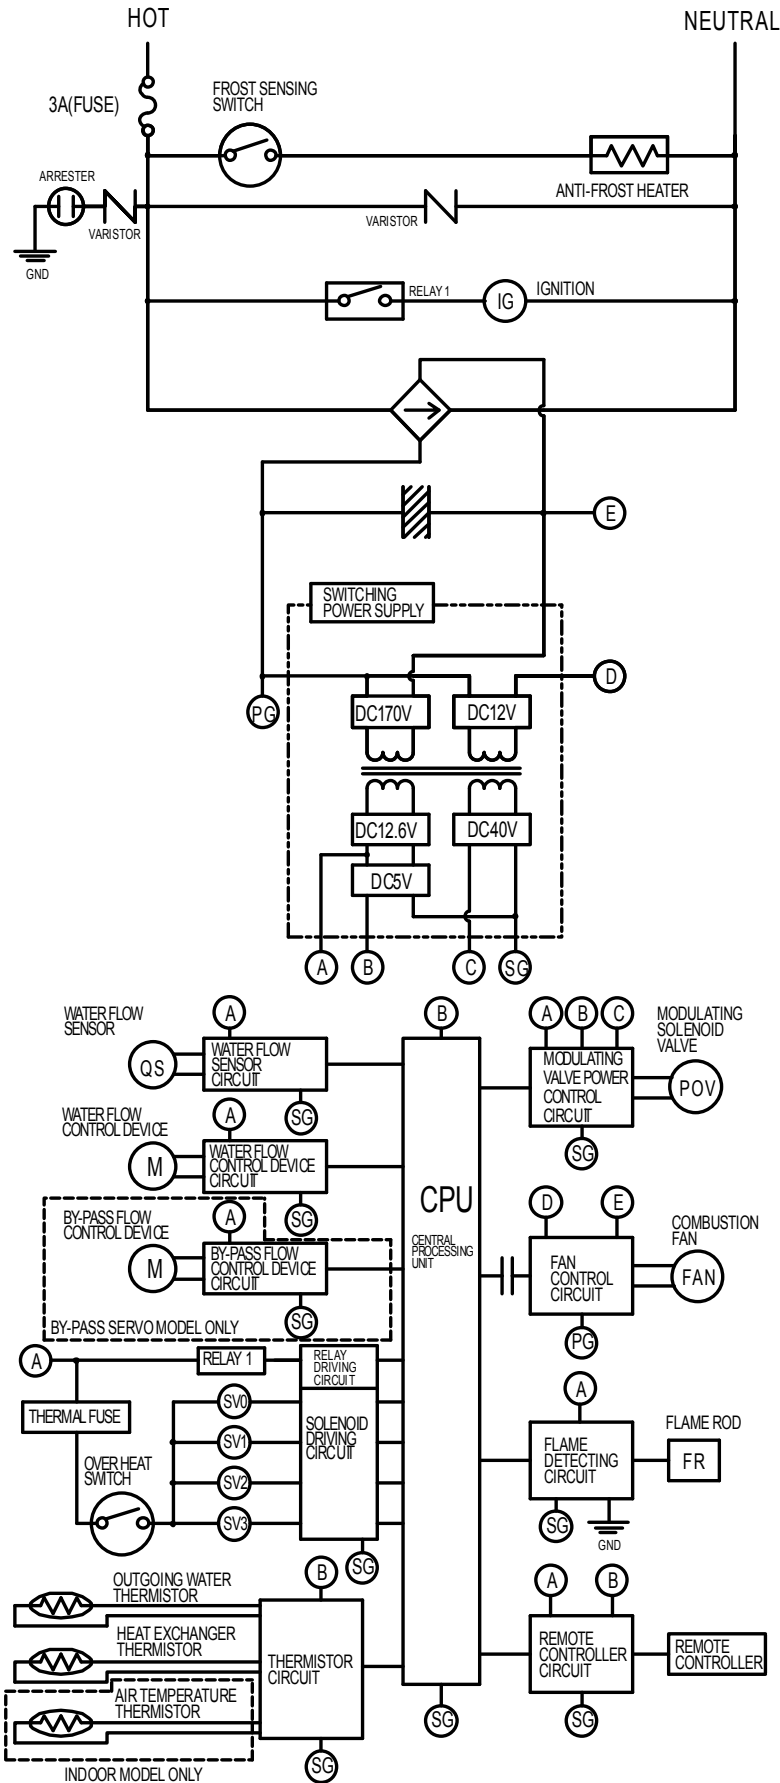 HOT
NEUTRAL
3A(FUSE)
FROST SENSING
SWITCH
ANTI-FROST HEATER
ARRESTER
VARISTOR
GND
VARISTOR
RELAY 1
IG
IGNITION
E
SWITCHING
POWER SUPPLY
D
PG
DC170V
DC12V
DC12.6V
DC40V
DC5V
A
B
C
SG
WATER FLOW
SENSOR
QS
A
WATER FLOW
SENSOR
CIRCUIT
SG
WATER FLOW
CONTROL DEVICE
M
A
WATER FLOW
CONTROL DEVICE
CIRCUIT
SG
BY-PASS FLOW
CONTROL DEVICE
M
A
BY-PASS FLOW
CONTROL DEVICE
CIRCUIT
SG
BY-PASS SERVO MODEL ONLY
A
RELAY 1
RELAY
DRIVING
CIRCUIT
THERMAL FUSE
OVER HEAT
SWITCH
SV0
SV1
SV2
SV3
SOLENOID
DRIVING
CIRCUIT
SG
OUTGOING WATER
THERMISTOR
HEAT EXCHANGER
THERMISTOR
AIR TEMPERATURE
THERMISTOR
INDOOR MODEL ONLY
B
THERMISTOR
CIRCUIT
SG
B
CPU
CENTRAL
PROCESSING
UNIT
SG
A
B
C
MODULATING
SOLENOID
VALVE
MODULATING
VALVE POWER
CONTROL
CIRCUIT
POV
SG
D
E
COMBUSTION
FAN
FAN
CONTROL
CIRCUIT
FAN
PG
A
FLAME
DETECTING
CIRCUIT
FLAME ROD
FR
SG
GND
A
B
REMOTE
CONTROLLER
CIRCUIT
REMOTE
CONTROLLER
SG